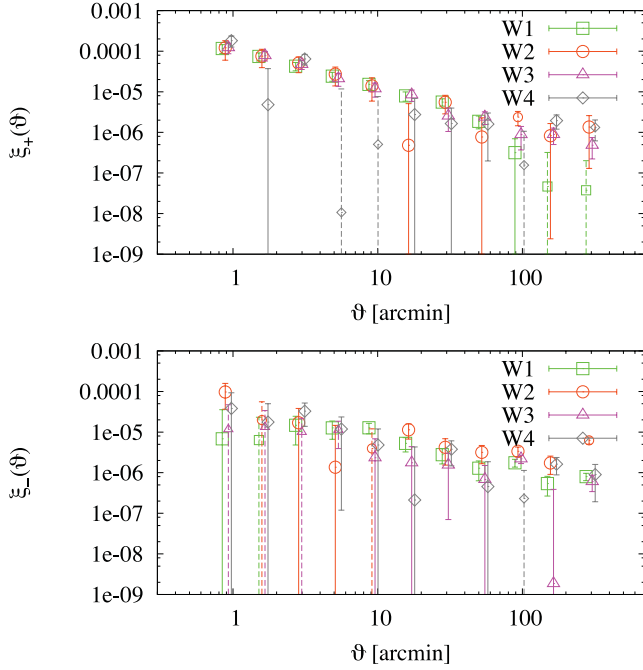 0.001
0.0001
1e-05
1e-06
1e-07
1e-08
1e-09
ξ+(ϑ)
W1
W2
W3
W4
1 10 100
ϑ [arcmin]
0.001
0.0001
1e-05
1e-06
1e-07
1e-08
1e-09
ξ−(ϑ)
W1
W2
W3
W4
1 10 100
ϑ [arcmin]